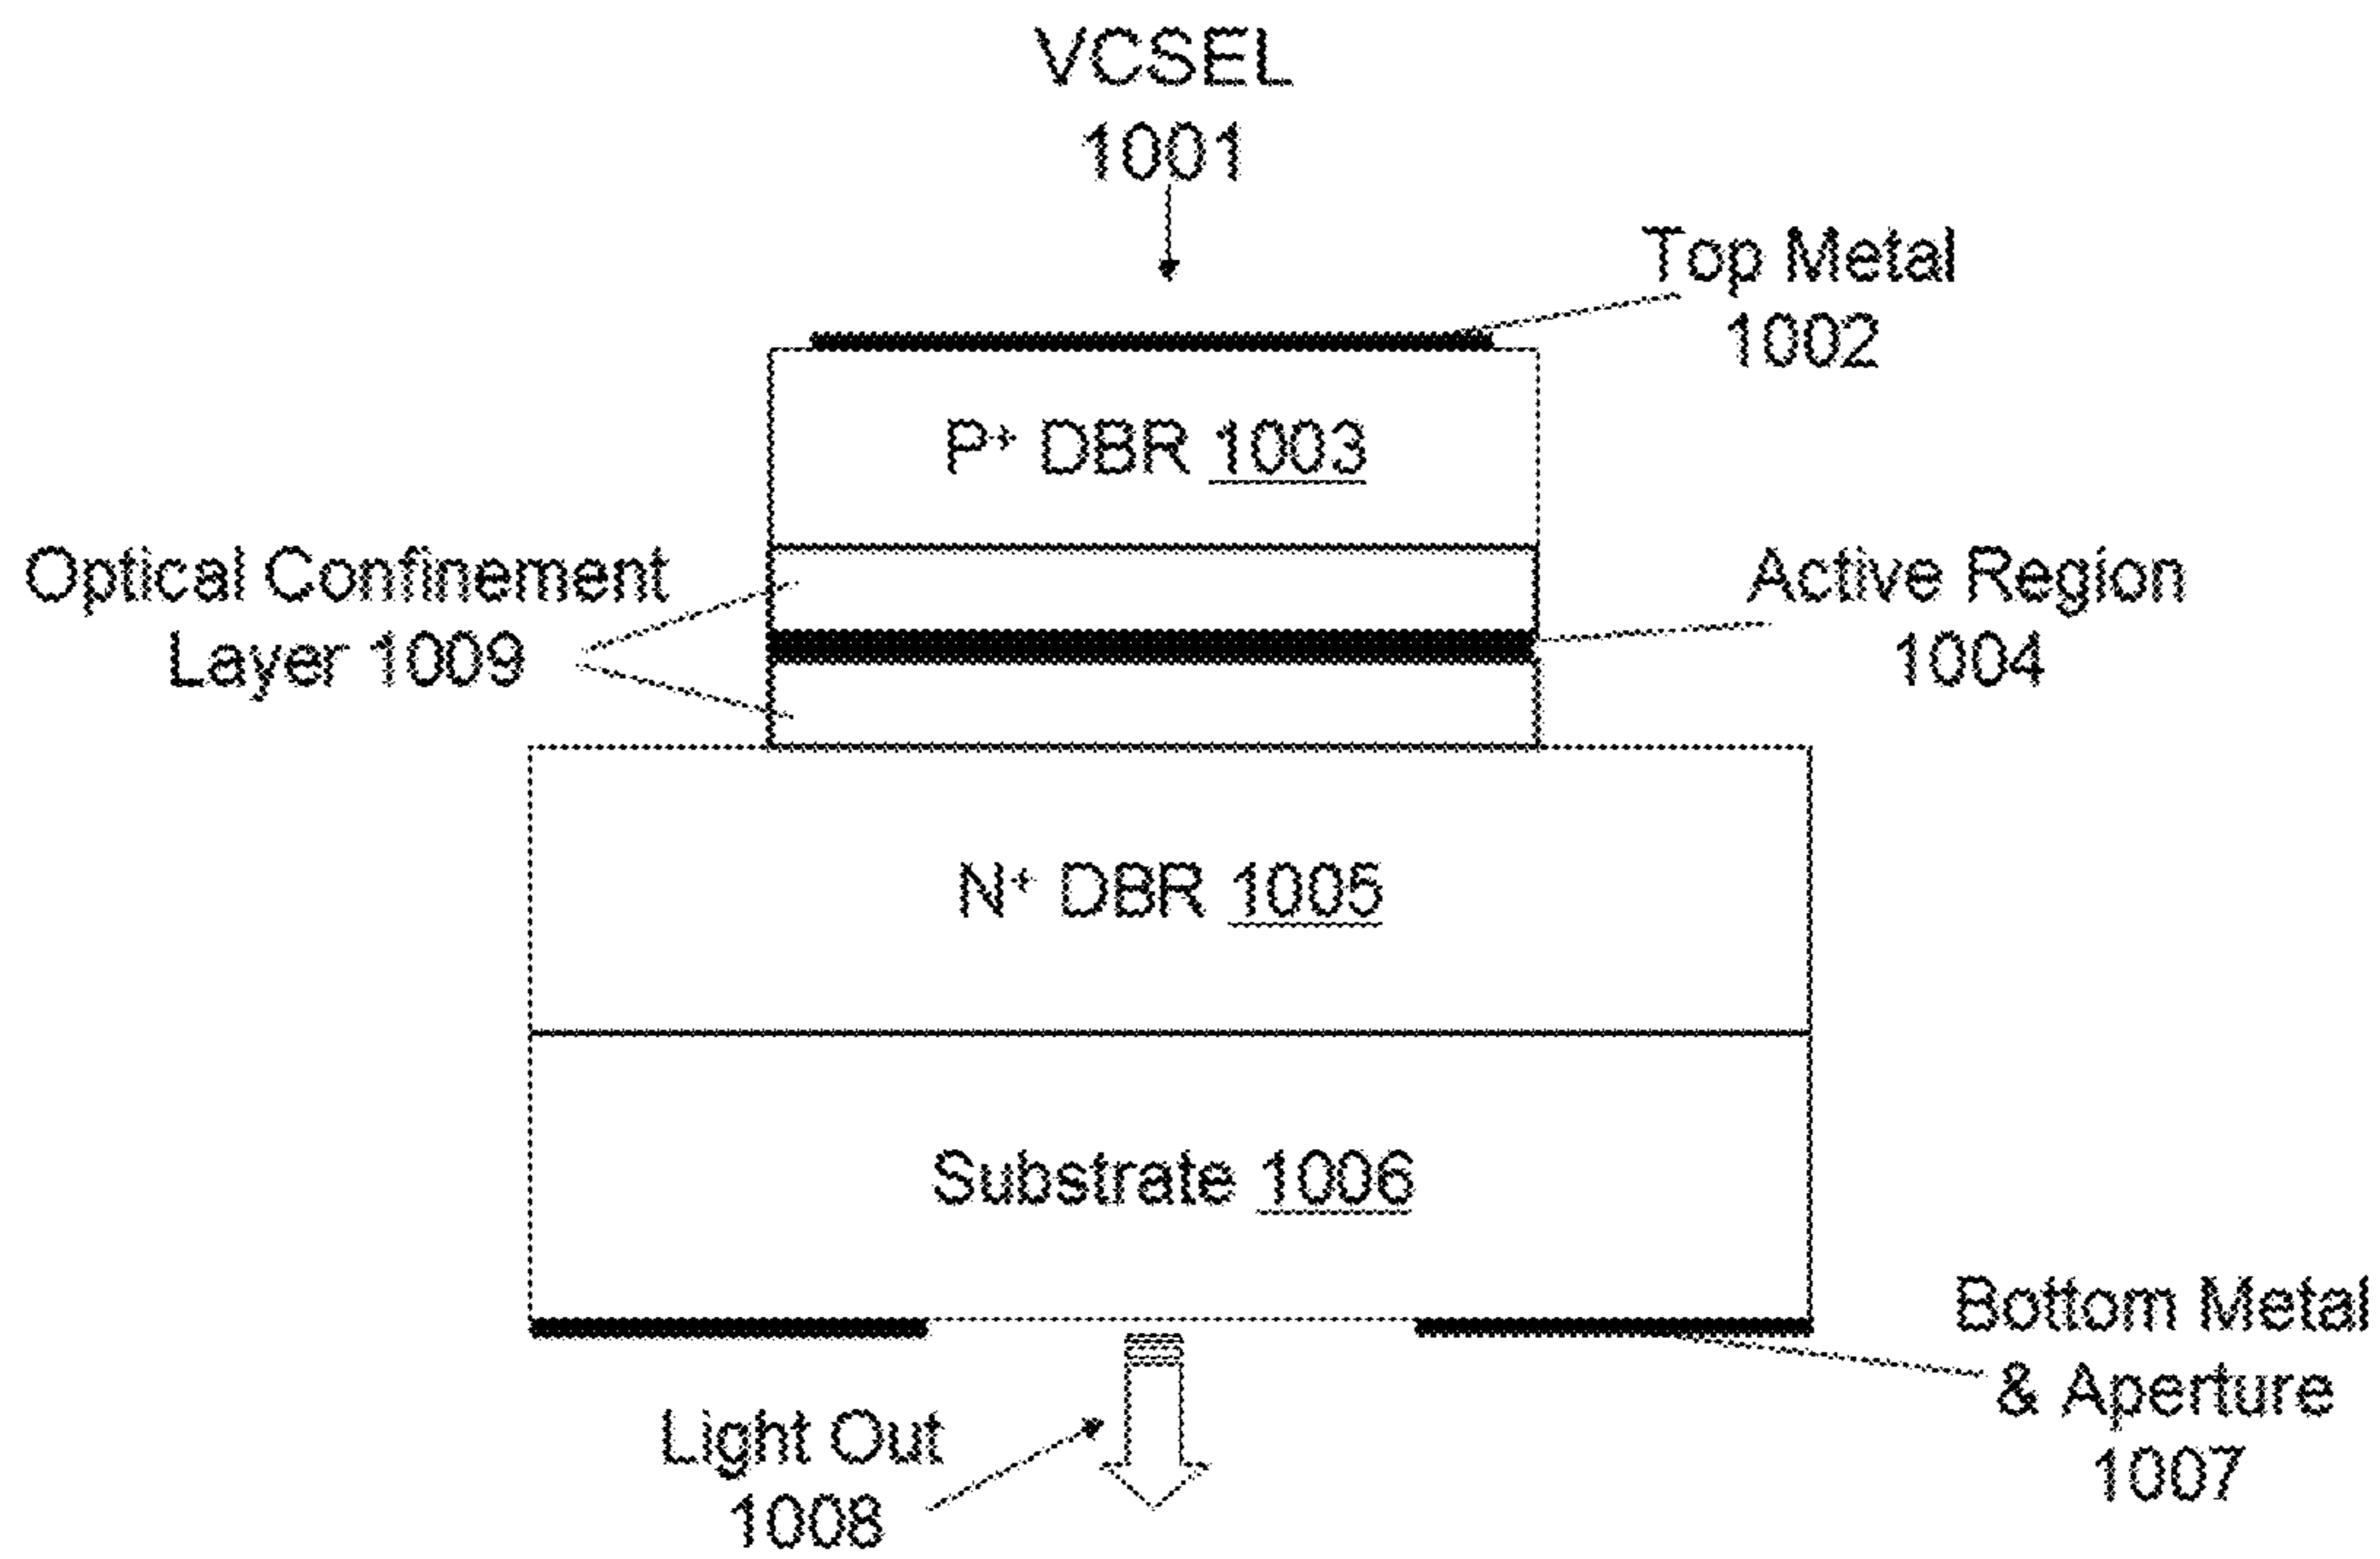 VCSEL
1001
Top Metal
1002
P+ DBR 1003
Optical Confinement
Layer 1009
Active Region
1004
N+ DBR 1005
Substrate 1006
Bottom Metal
& Aperture
1007
Light Out
1008